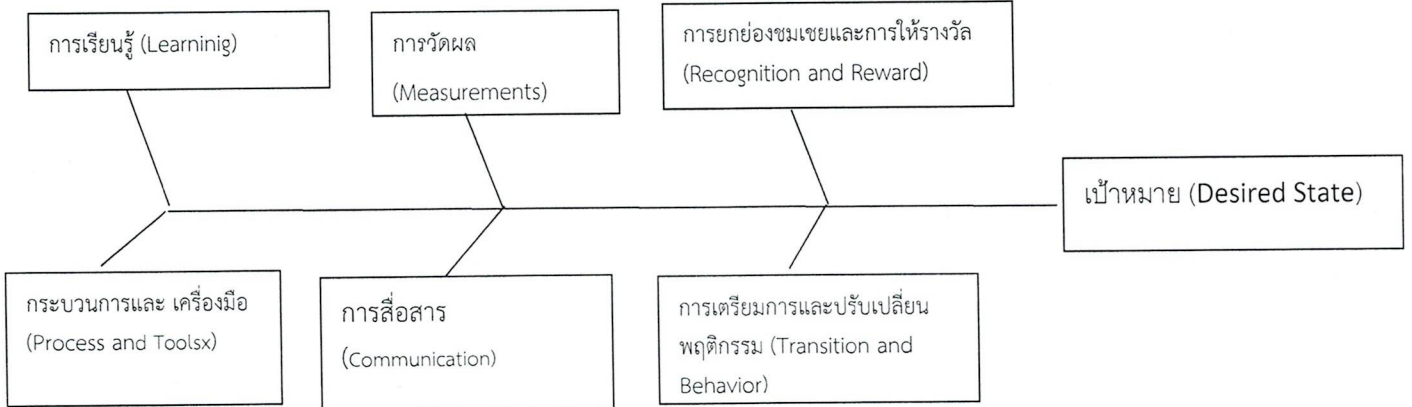 การเรียนรู้ (Learninig)
การวัดผล
(Measurements)
การยกย่องชมเชยและการให้รางวัล
(Recognition and Reward)
เป้าหมาย (Desired State)
กระบวนการและ เครื่องมือ
(Process and Toolsx)
การสื่อสาร
(Communication)
การเตรียมการและปรับเปลี่ยน
พฤติกรรม (Transition and
Behavior)